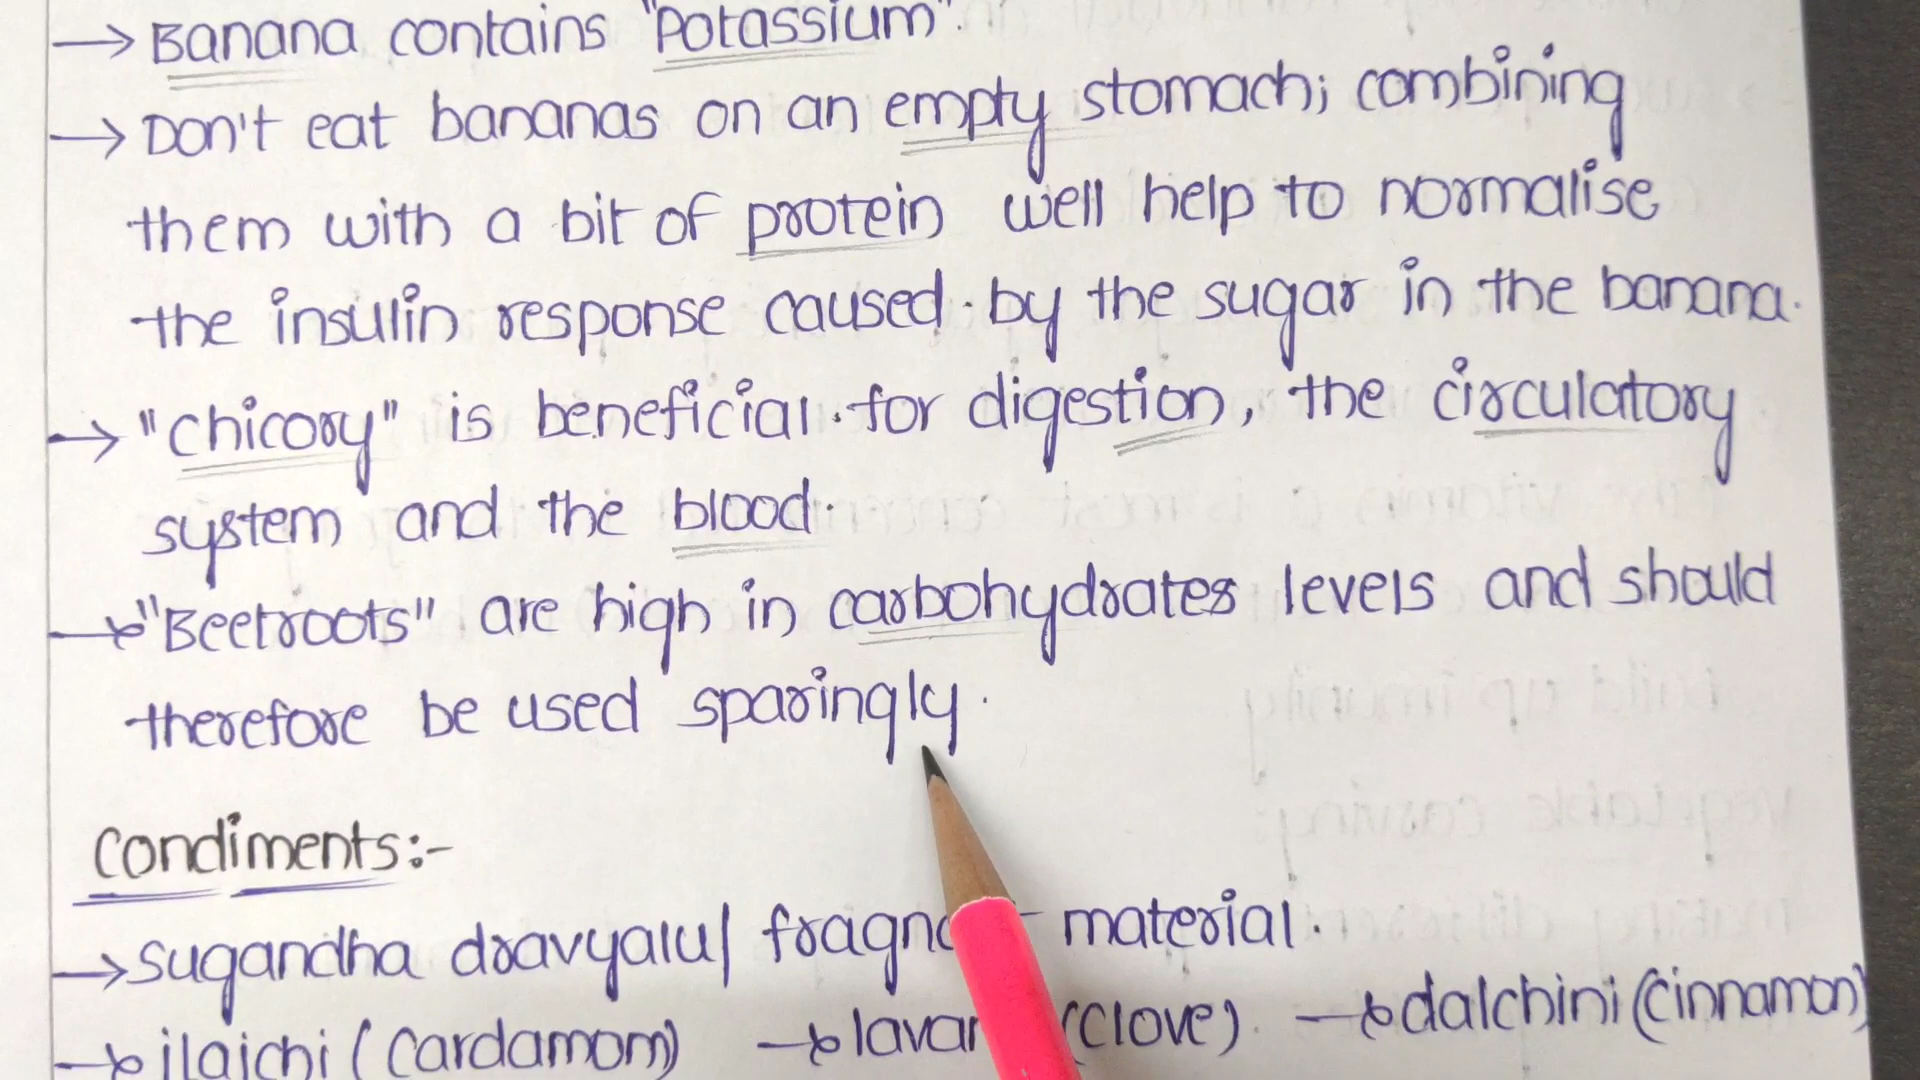 → Banana contains "Potassium".
→ Don't eat bananas on an empty stomach; combining
them with a bit of protein well help to normalise
the insulin response caused by the sugar in the banana.
→ "Chicory" is beneficial for digestion, the circulatory
system and the blood.
→ "Beetroots" are high in carbohydrates levels and should
therefore be used sparingly.
Condiments:-
→ sugandha dravyalu/ material.
→ ilaichi (Cardamom) → (Clove). → dalchini (Cinnamon)